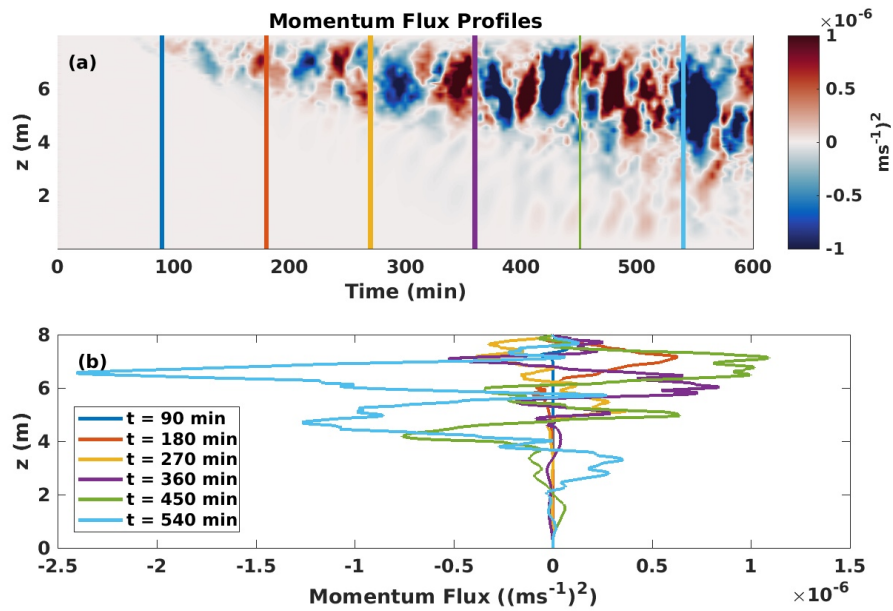 Momentum Flux Profiles
×10^-6
(a)
z (m)
6
4
2
0 100 200 300 400 500 600
Time (min)
1
0.5
0
-0.5
-1
ms^-1)^2
(b)
z (m)
8
6
4
2
0
t = 90 min
t = 180 min
t = 270 min
t = 360 min
t = 450 min
t = 540 min
-2.5 -2 -1.5 -1 -0.5 0 0.5 1 1.5
Momentum Flux ((ms^-1)^2)
×10^-6